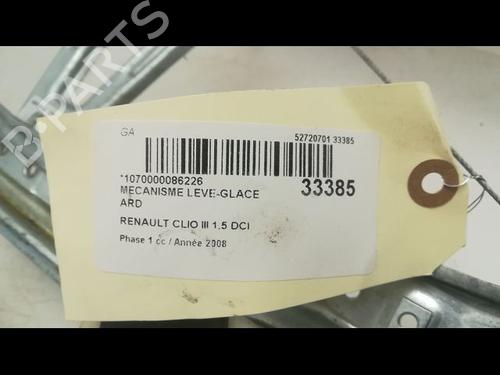 GA
52720701 33385
*1070000086226
MECANISME LEVE-GLACE
ARD
33385
RENAULT CLIO III 1.5 DCI
Phase 1 cc / Année 2008
B-PARTS